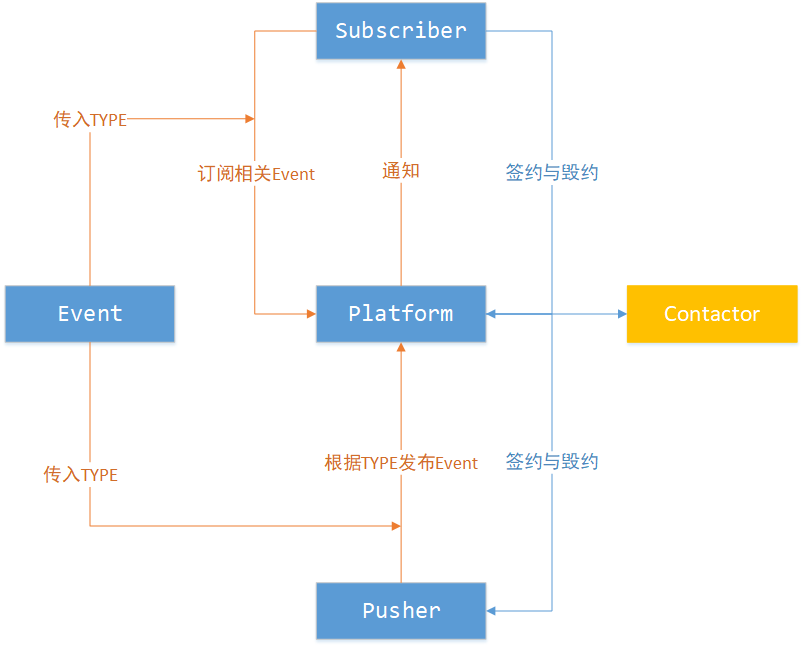 Subscriber
传入TYPE
订阅相关Event
通知
签约与毁约
Event
Platform
Contactor
传入TYPE
根据TYPE发布Event
签约与毁约
Pusher